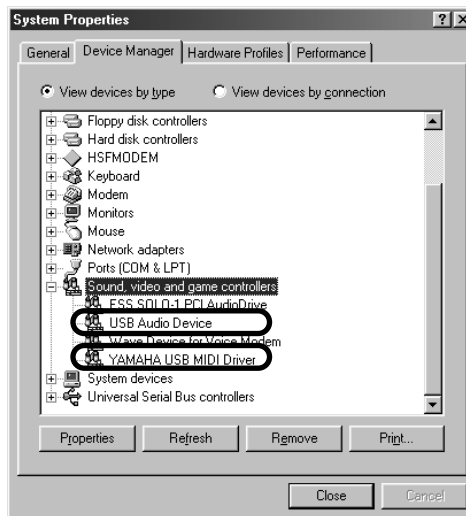 System Properties
General Device Manager Hardware Profiles Performance
View devices by type View devices by connection
Floppy disk controllers
Hard disk controllers
HSFMODEM
Keyboard
Modem
Monitors
Mouse
Network adapters
Ports (COM & LPT)
Sound, video and game controllers
ESS SOLO-1 PCI AudioDrive
USB Audio Device
Wave Device for Voice Modem
YAMAHA USB MIDI Driver
System devices
Universal Serial Bus controllers
Properties Refresh Remove Print...
Close Cancel